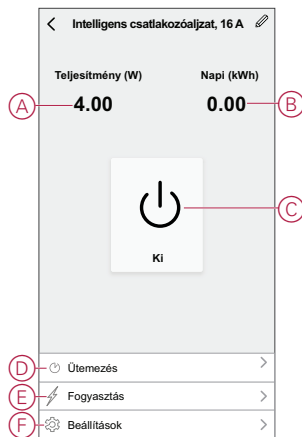 Intelligens csatlakozóaljzat, 16 A
Teljesítmény (W) Napi (kWh)
A 4.00 0.00 B
C
Ki
D Ütemezés
E Fogyasztás
F Beállítások